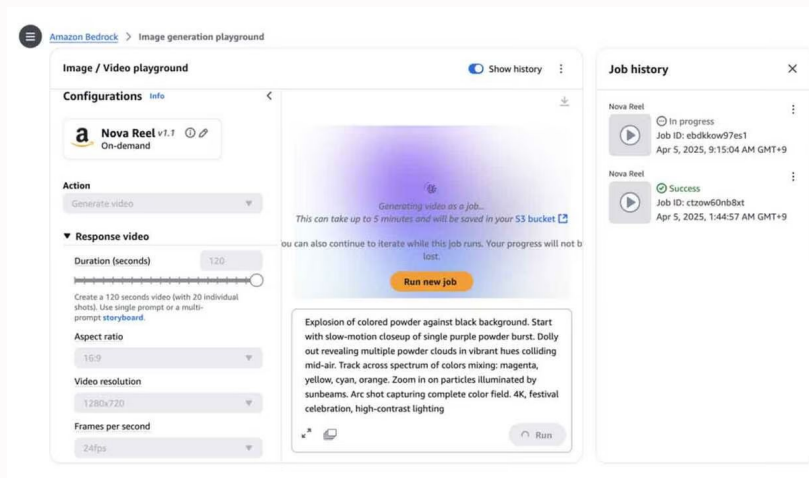 Amazon Bedrock > Image generation playground
Image / Video playground
Show history
Configurations Info
a Nova Reel v1.1
On-demand
Action
Generate video
Response video
Duration (seconds) 120
Create a 120 seconds video (with 20 individual
shots). Use single prompt or a multi-
prompt storyboard.
Aspect ratio
16:9
Video resolution
1280x720
Frames per second
24fps
Generating video as a job...
This can take up to 5 minutes and will be saved in your S3 bucket
ou can also continue to iterate while this job runs. Your progress will not b
lost.
Run new job
Explosion of colored powder against black background. Start
with slow-motion closeup of single purple powder burst. Dolly
out revealing multiple powder clouds in vibrant hues colliding
mid-air. Track across spectrum of colors mixing: magenta,
yellow, cyan, orange. Zoom in on particles illuminated by
sunbeams. Arc shot capturing complete color field. 4K, festival
celebration, high-contrast lighting
Run
Job history
Nova Reel
In progress
Job ID: ebdkkow97es1
Apr 5, 2025, 9:15:04 AM GMT+9
Nova Reel
Success
Job ID: ctzow60nb8xt
Apr 5, 2025, 1:44:57 AM GMT+9